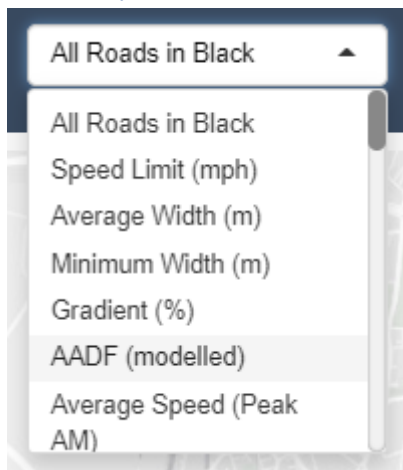 All Roads in Black
All Roads in Black
Speed Limit (mph)
Average Width (m)
Minimum Width (m)
Gradient (%)
AADF (modelled)
Average Speed (Peak
AM)